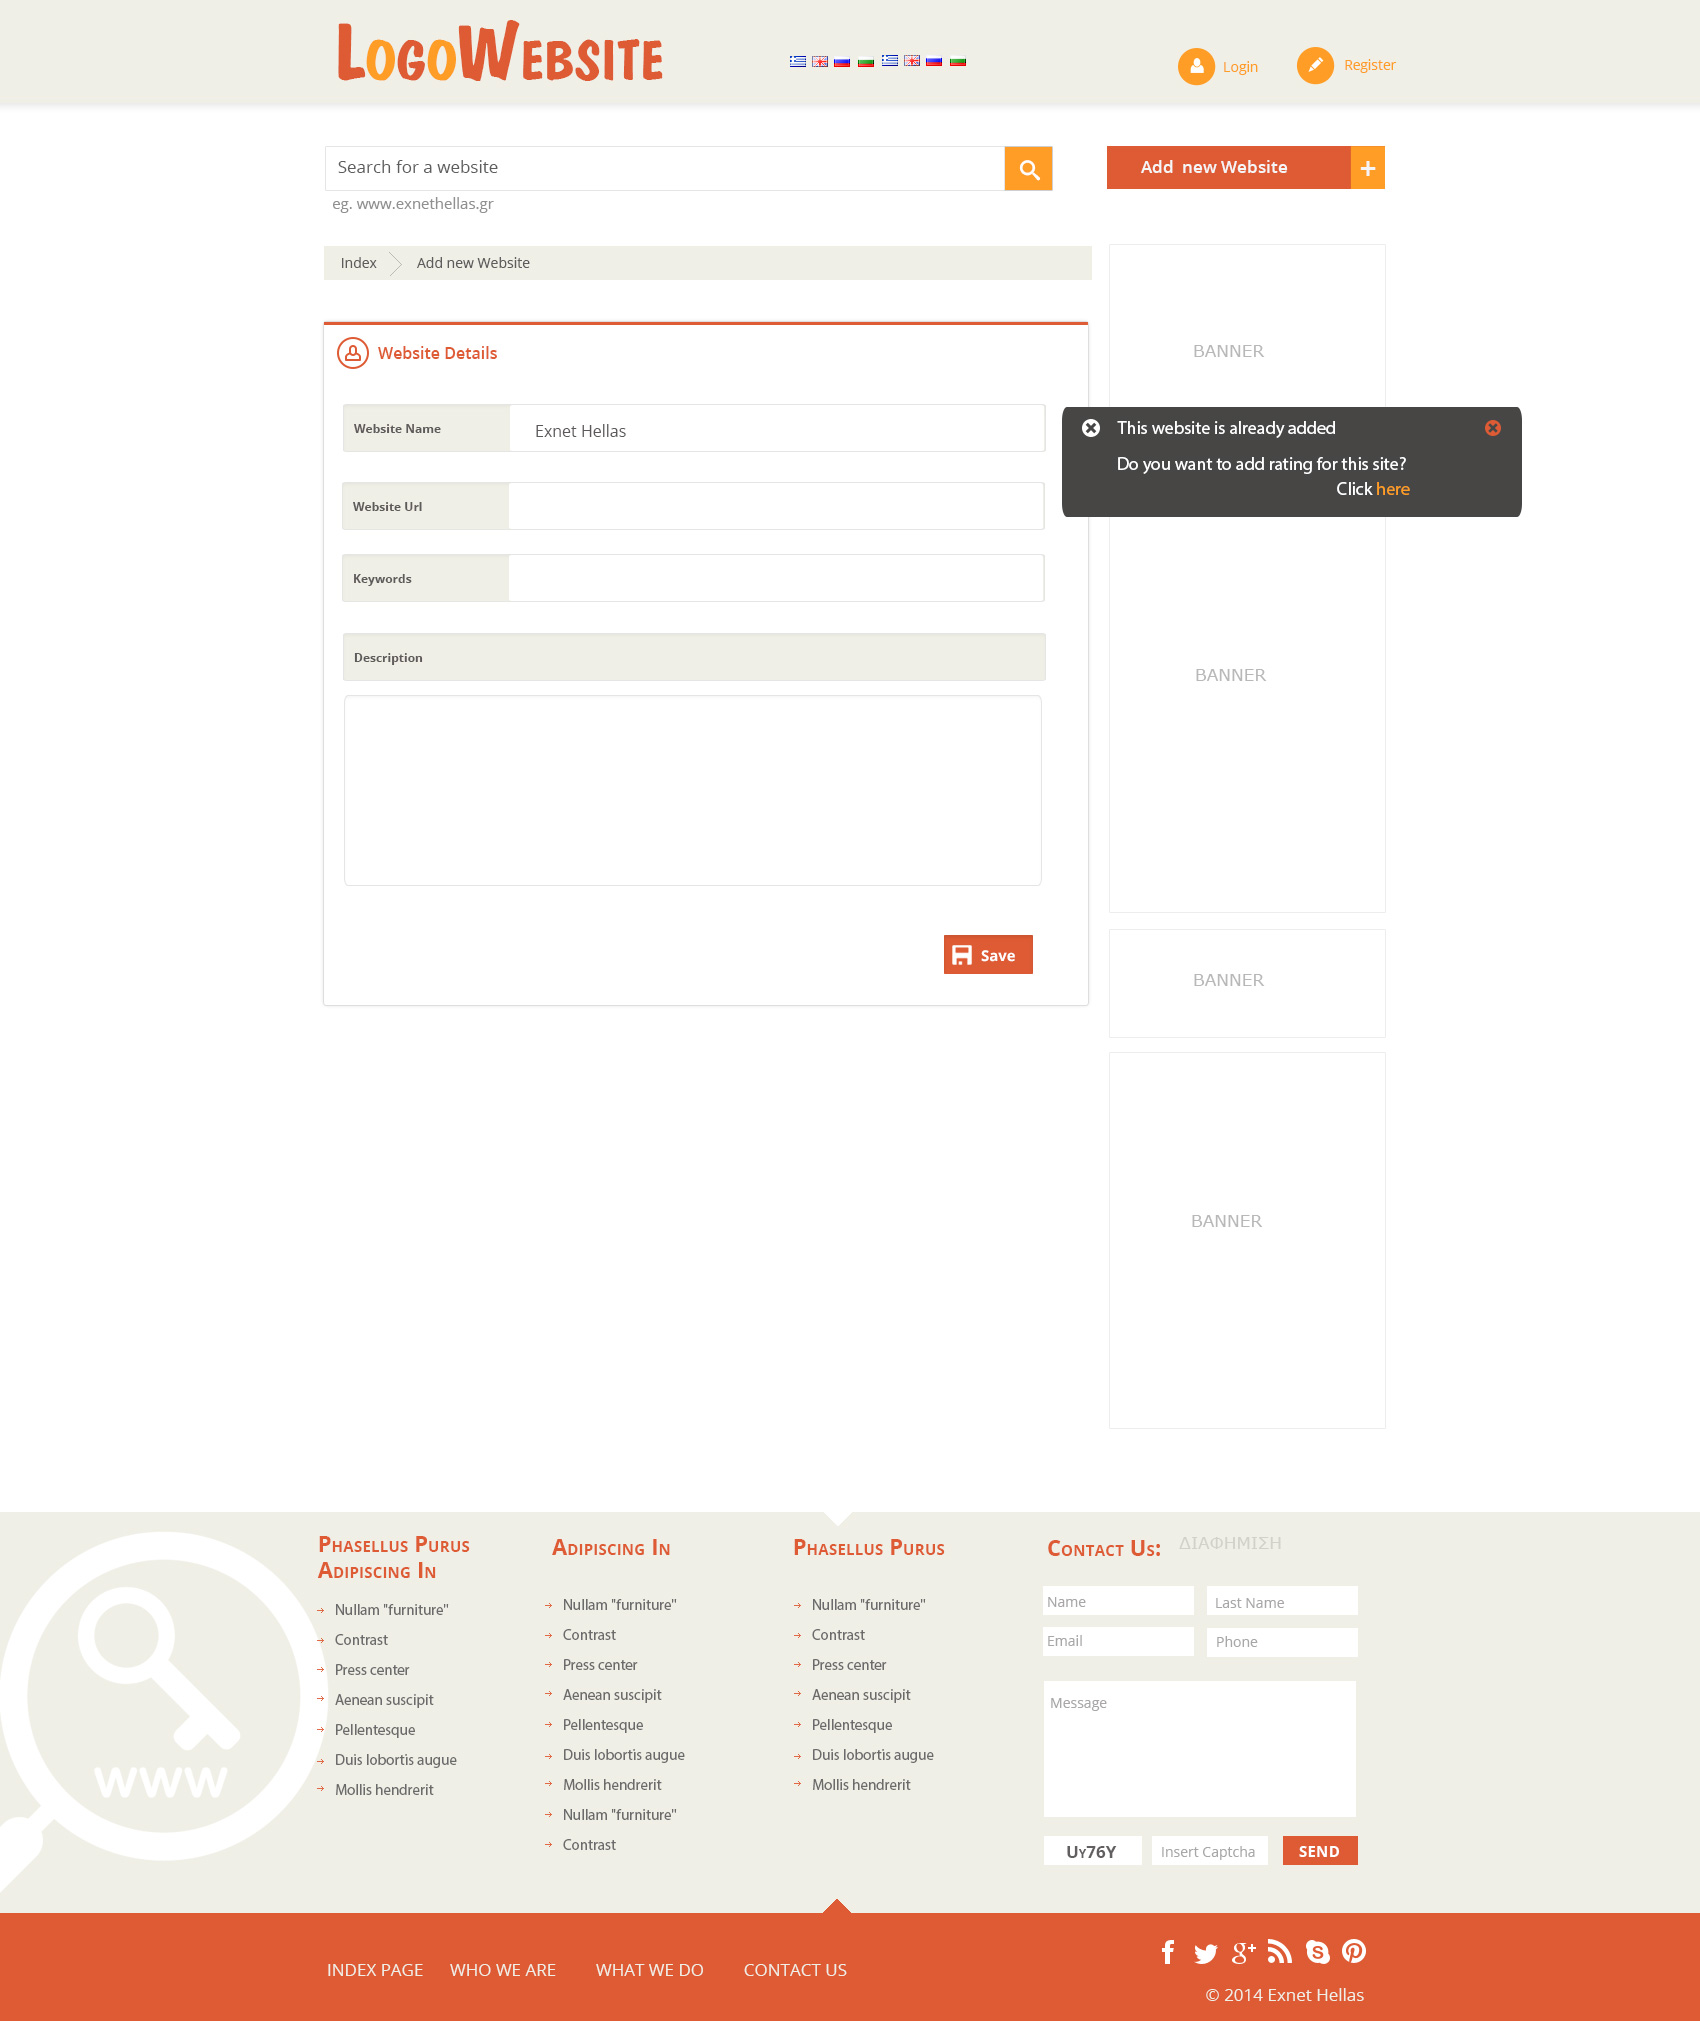 LogoWebsite
Login
Register
Search for a website
Add new Website
eg. www.exnethellas.gr
Index
Add new Website
BANNER
Website Details
Website Name
Exnet Hellas
This website is already added
Do you want to add rating for this site?
Click here
Website Url
Keywords
Description
BANNER
Save
BANNER
BANNER
Phasellus Purus
Adipiscing In
Nullam "furniture"
Contrast
Press center
Aenean suscipit
Pellentesque
Duis lobortis augue
Mollis hendrerit
www
Adipiscing In
Nullam "furniture"
Contrast
Press center
Aenean suscipit
Pellentesque
Duis lobortis augue
Mollis hendrerit
Nullam "furniture"
Contrast
Phasellus Purus
Nullam "furniture"
Contrast
Press center
Aenean suscipit
Pellentesque
Duis lobortis augue
Mollis hendrerit
Contact Us:
ΔΙΑΦΗΜΙΣΗ
Name
Last Name
Email
Phone
Message
Uy76Y
Insert Captcha
SEND
INDEX PAGE
WHO WE ARE
WHAT WE DO
CONTACT US
© 2014 Exnet Hellas